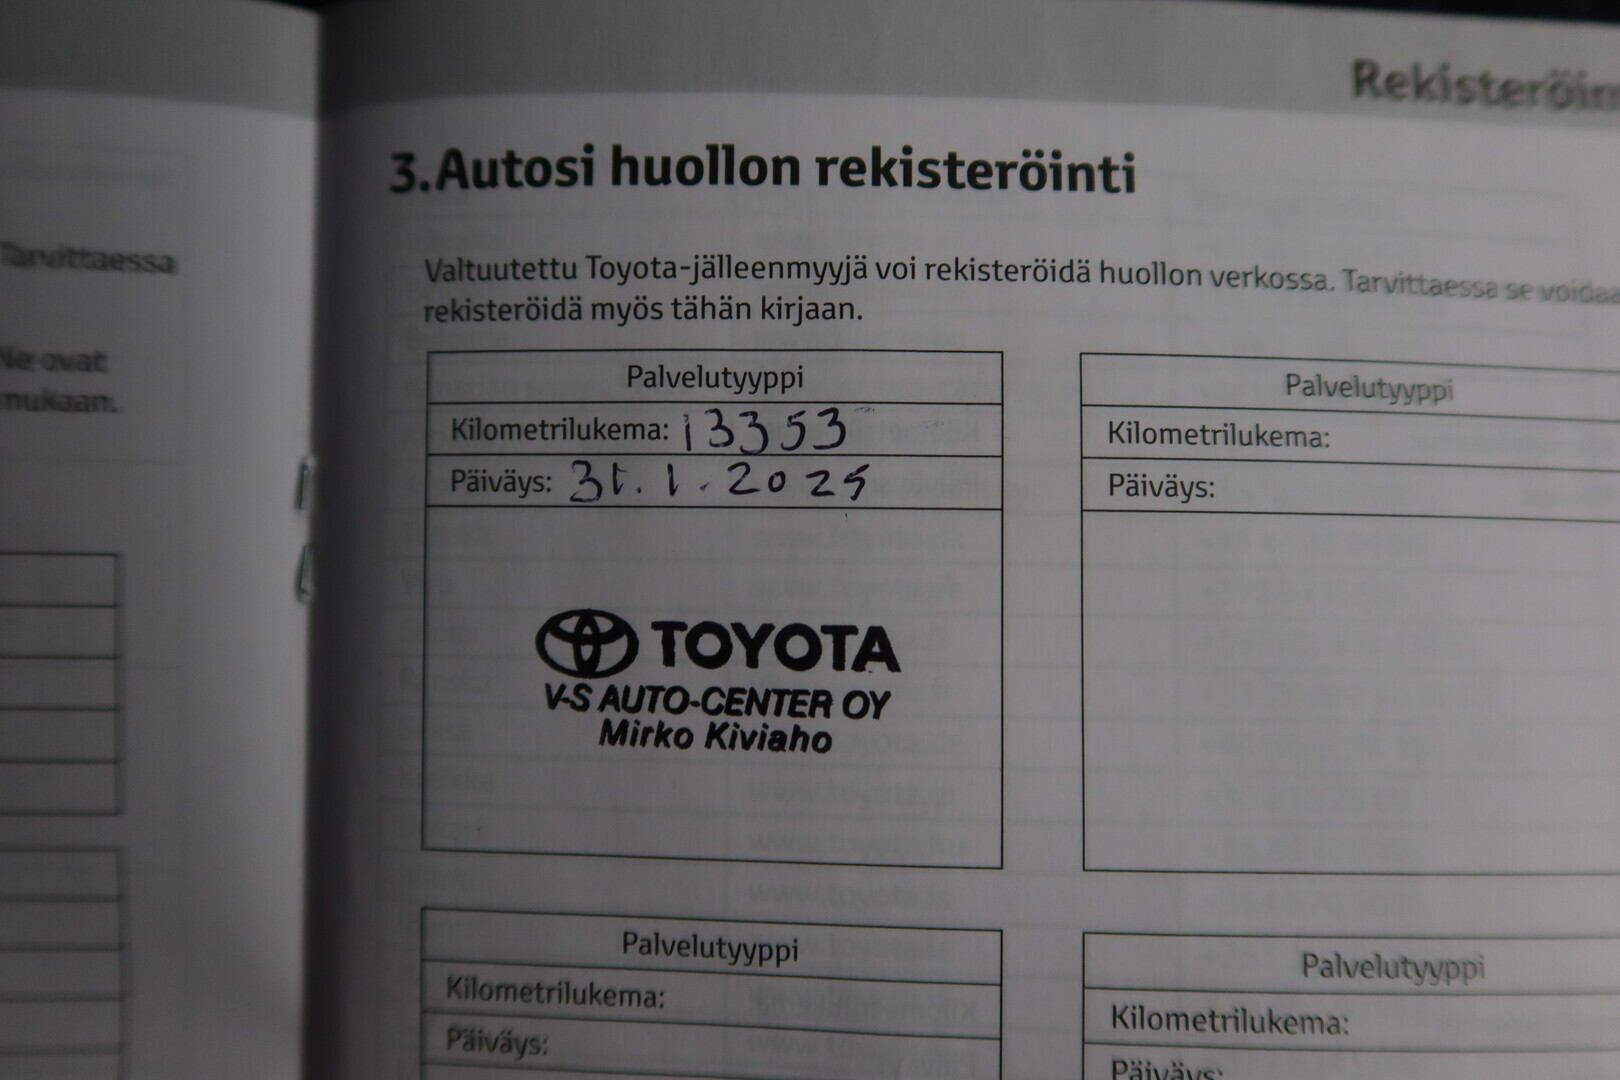 Rekisteröin
3.Autosi huollon rekisteröinti
Tarvittaessa
Ne ovat
mukaan.
Valtuutettu Toyota-jälleenmyyjä voi rekisteröidä huollon verkossa. Tarvittaessa se voidaa
rekisteröidä myös tähän kirjaan.
Palvelutyyppi
Kilometrilukema: 13353
Päiväys: 31.1.2025
TOYOTA
V-S AUTO-CENTER OY
Mirko Kiviaho
Palvelutyyppi
Kilometrilukema:
Päiväys:
Palvelutyyppi
Kilometrilukema:
Päiväys:
Palvelutyyppi
Kilometrilukema:
Päiväys: